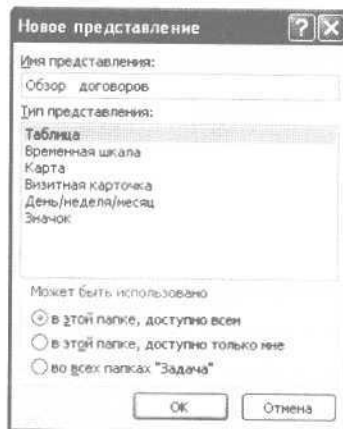 Новое представление
Имя представления:
Обзор договоров
Тип представления:
Таблица
Временная шкала
Карта
Визитная карточка
День/неделя/месяц
Значок
Может быть использовано
в этой папке, доступно всем
в этой папке, доступно только мне
во всех папках "Задача"
ОК
Отмена